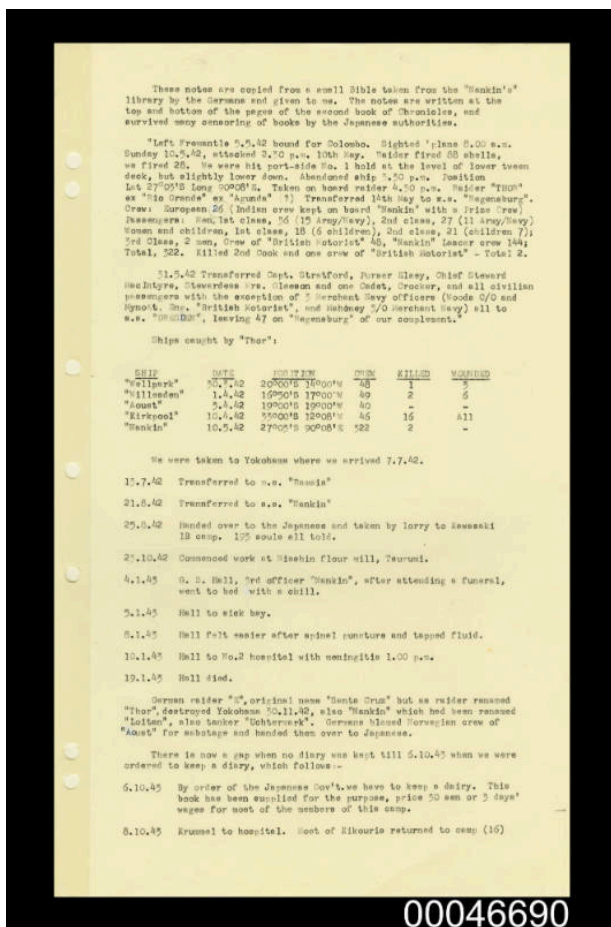 These notes are copied from a small Bible taken from the "Nankin's"
library by the Germans and given to me. The notes are written at the
top and bottom of the pages of the second book of Chronicles, and
survived many censoring of books by the Japanese authorities.
"Left Fremantle 5.5.42 bound for Colombo. Sighted 'plane 8.00 a.m.
Sunday 10.5.42, attacked 2.30 p.m. 10th May. Raider fired 88 shells,
we fired 28. We were hit port-side No. 1 hold at the level of lower tween
deck, but slightly lower down. Abandoned ship 3.30 p.m. Position
Lat 27°03'S Long 90°08'E. Taken on board raider 4.30 p.m. Raider "THOR"
ex "Rio Grande" ex "Agunda" Transferred 14th May to m.s. "Regensburg".
Crew: European 26 (Indian crew kept on board "Nankin" with a Prize Crew)
Passengers: Men, 1st class, 56 (15 Army/Navy), 2nd class, 27 (11 Army/Navy)
Women and children, 1st class, 18 (6 children), 2nd class, 21 (children 7);
3rd Class, 2 men, Crew of "British Motorist" 48, "Nankin" Lascar crew 144;
Total, 322. Killed 2nd Cook and one crew of "British Motorist" - Total 2.
31.5.42 Transferred Capt. Stratford, Purser Elsey, Chief Steward
MacIntyre, Stewardess Mrs. Gleeson and one Cadet, Crocker, and all civilian
passengers with the exception of 3 Merchant Navy officers (Woods C/O and
Mynott, Eng. "British Motorist", and Mahoney 3/O Merchant Navy) all to
s.s. "DRESDEN", leaving 47 on "Regensburg" of our complement."
Ships caught by "Thor":
SHIP DATE POSITION CREW KILLED WOUNDED
"Wellpark" 30.3.42 20°00'S 14°00'W 48 1 3
"Willesden" 1.4.42 16°50'S 17°00'W 49 2 6
"Aoust" 3.4.42 19°00'S 19°00'W 40 - -
"Kirkpool" 10.4.42 33°00'S 12°08'W 46 16 All
"Nankin" 10.5.42 27°03'S 90°08'E 322 2 -
We were taken to Yokohama where we arrived 7.7.42.
13.7.42 Transferred to m.s. "Ramsis"
21.8.42 Transferred to s.s. "Nankin"
25.8.42 Handed over to the Japanese and taken by lorry to Kawasaki
1B camp. 193 souls all told.
23.10.42 Commenced work at Nisshin flour mill, Tsurumi.
4.1.43 Hall, 3rd officer "Nankin", after attending a funeral,
went to bed with a chill.
5.1.43 Hall to sick bay.
8.1.43 Hall felt easier after spinal puncture and tapped fluid.
10.1.43 Hall to No.2 hospital with meningitis 1.00 p.m.
19.1.43 Hall died.
German raider original name "Santa Cruz" but as raider renamed
"Thor", destroyed Yokohama 30.11.42, also "Nankin" which had been renamed
"Loiten", also tanker "Uchtermark". Germans blamed Norwegian crew of
"Aoust" for sabotage and handed them over to Japanese.
There is now a gap when no diary was kept till 6.10.43 when we were
ordered to keep a diary, which follows:-
6.10.43 By order of the Japanese Gov't. we have to keep a dairy. This
book has been supplied for the purpose, price 30 sen or 3 days'
wages for most of the members of this camp.
8.10.43 Krummel to hospital. Most of Kikourio returned to camp (16)
00046690